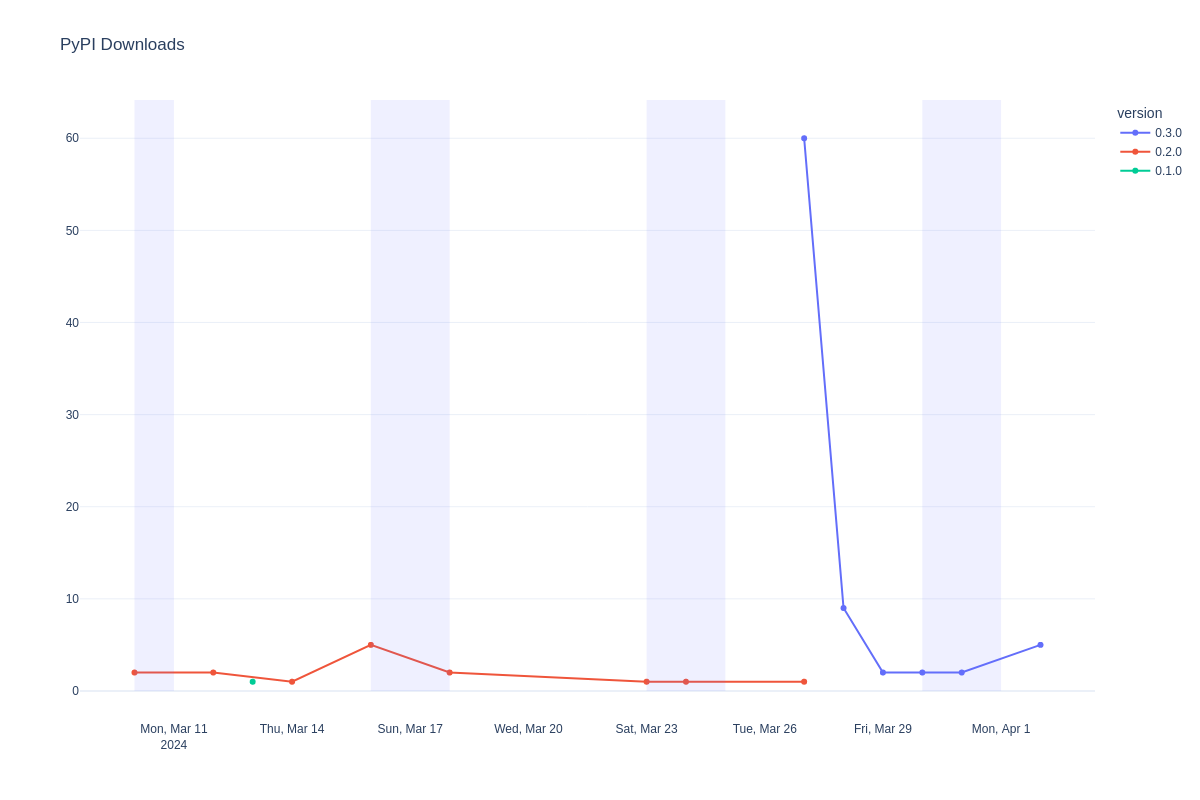 PyPI Downloads
version
0.3.0
0.2.0
0.1.0
60
50
40
30
20
10
0
Mon, Mar 11
2024
Thu, Mar 14
Sun, Mar 17
Wed, Mar 20
Sat, Mar 23
Tue, Mar 26
Fri, Mar 29
Mon, Apr 1